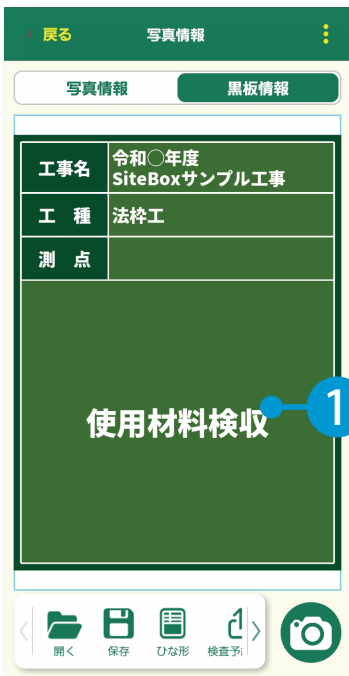 戻る 写真情報
写真情報 黒板情報
工事名 令和○年度
SiteBoxサンプル工事
工 種 法枠工
測 点
使用材料検収
1
開く 保存 ひな形 検査予